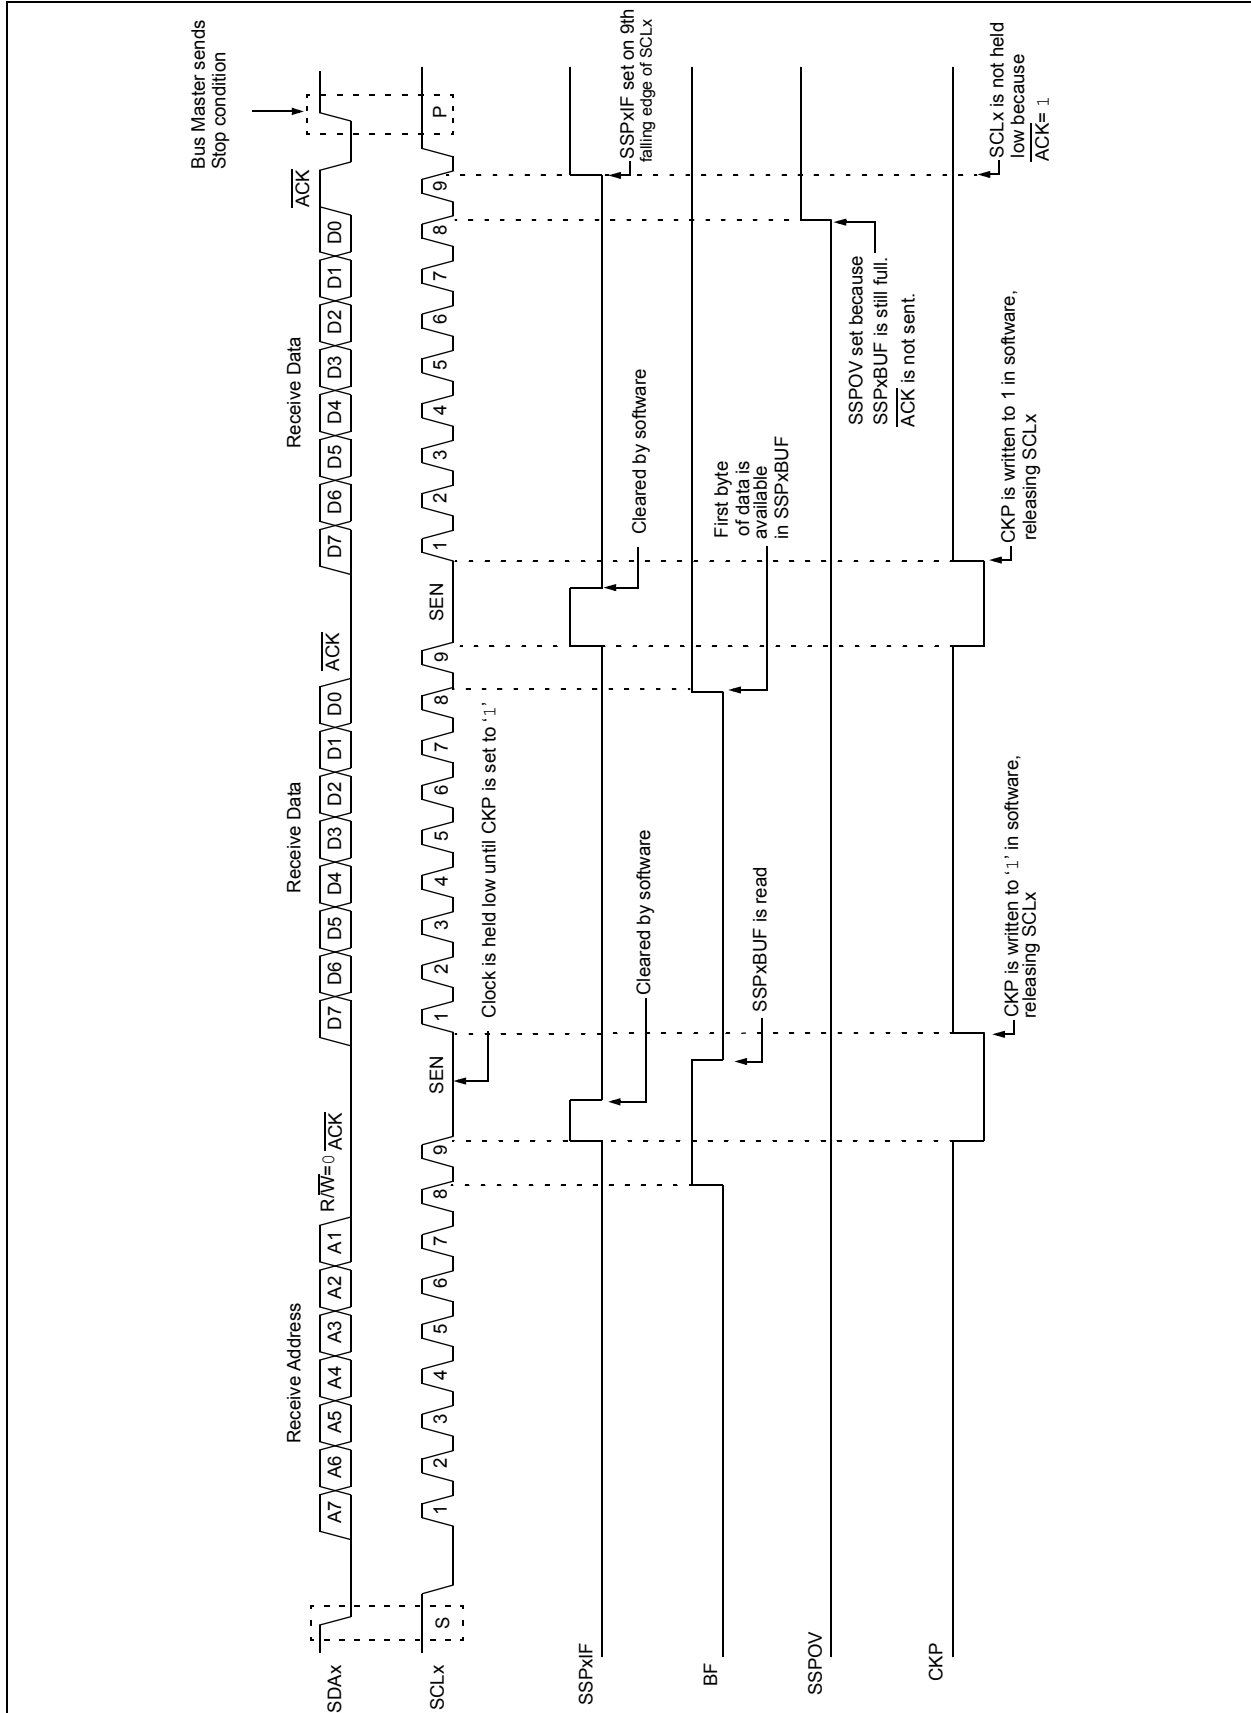 Bus Master sends
Stop condition
Receive Address
Receive Data
Receive Data
R/W=0
ACK
ACK
ACK
SDAx
A7
A6
A5
A4
A3
A2
A1
D7
D6
D5
D4
D3
D2
D1
D0
D7
D6
D5
D4
D3
D2
D1
D0
SCLx
S
1
2
3
4
5
6
7
8
9
SEN
1
2
3
4
5
6
7
8
9
SEN
1
2
3
4
5
6
7
8
9
P
Clock is held low until CKP is set to ‘1’
SSPxIF
Cleared by software
Cleared by software
SSPxIF set on 9th
falling edge of SCLx
BF
SSPxBUF is read
First byte
of data is
available
in SSPxBUF
SSPOV
SSPOV set because
SSPxBUF is still full.
ACK is not sent.
CKP
CKP is written to ‘1’ in software,
releasing SCLx
CKP is written to 1 in software,
releasing SCLx
SCLx is not held
low because
ACK= 1